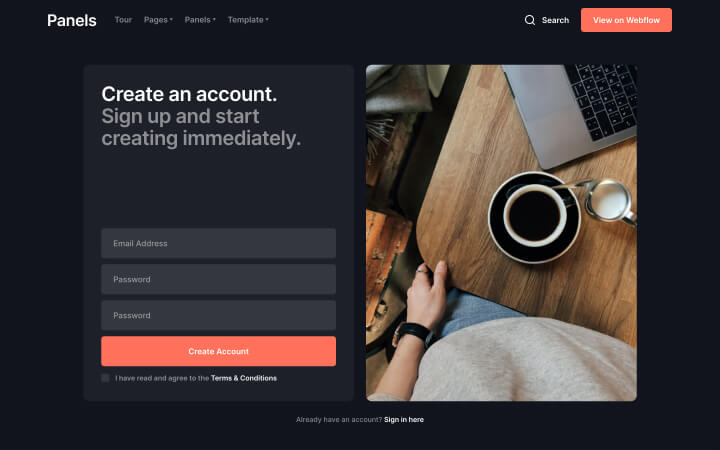 Panels
Tour Pages Panels Template
Search
View on Webflow
Create an account.
Sign up and start
creating immediately.
Email Address
Password
Password
Create Account
I have read and agree to the Terms & Conditions
Already have an account? Sign in here